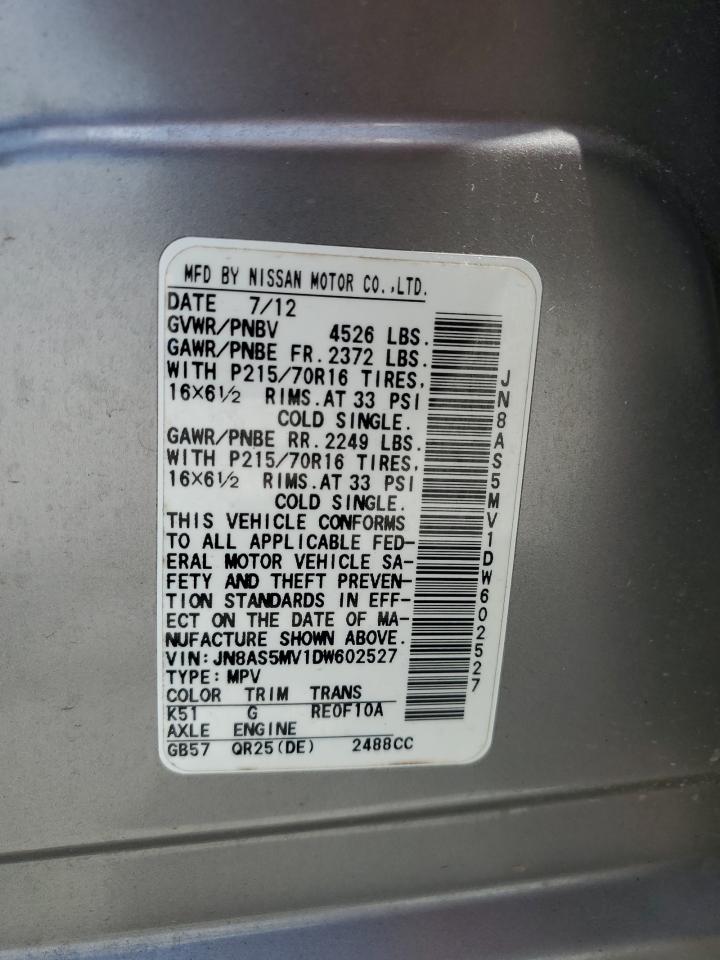 MFD BY NISSAN MOTOR CO.,LTD.
DATE 7/12
GVWR/PNBV 4526 LBS.
GAWR/PNBE FR. 2372 LBS.
WITH P215/70R16 TIRES,
16X6½ RIMS. AT 33 PSI
COLD SINGLE.
GAWR/PNBE RR. 2249 LBS.
WITH P215/70R16 TIRES,
16X6½ RIMS. AT 33 PSI
COLD SINGLE.
THIS VEHICLE CONFORMS
TO ALL APPLICABLE FED-
ERAL MOTOR VEHICLE SA-
FETY AND THEFT PREVEN-
TION STANDARDS IN EFF-
ECT ON THE DATE OF MA-
NUFACTURE SHOWN ABOVE.
VIN: JN8AS5MV1DW602527
TYPE: MPV
COLOR TRIM TRANS
K51 G RE0F10A
AXLE ENGINE
GB57 QR25(DE) 2488CC
JN8AS5MV1DW602527